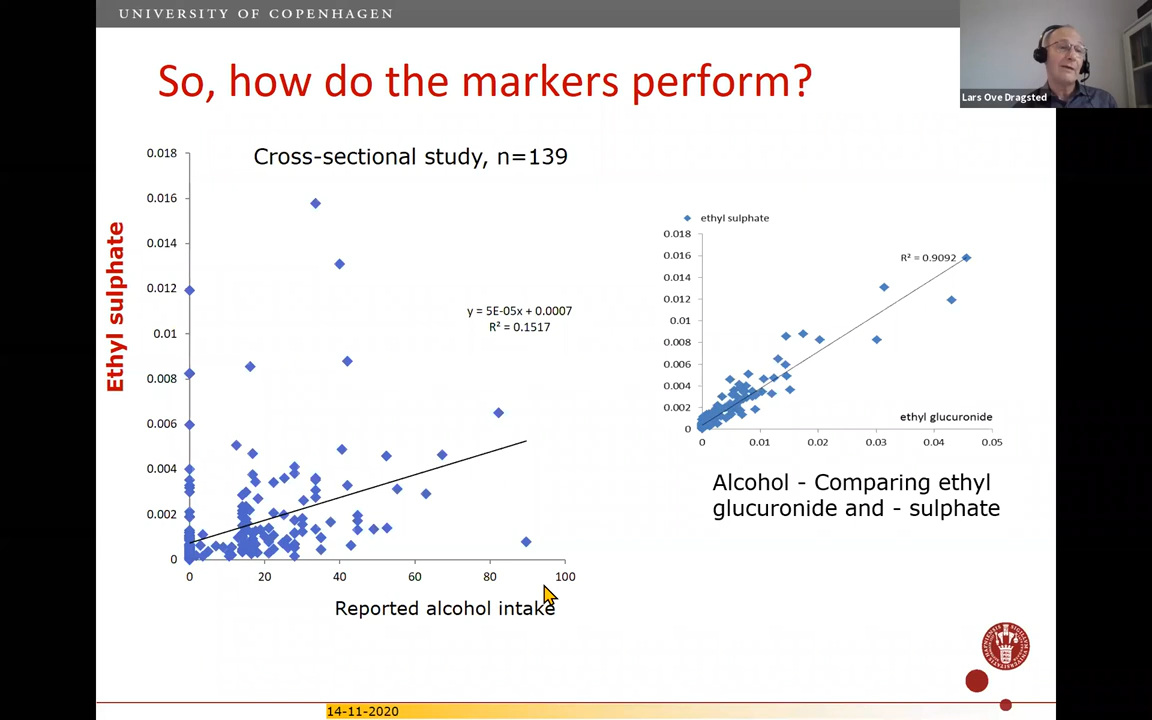 UNIVERSITY OF COPENHAGEN
So, how do the markers perform?
Lars Ove Dragsted
Cross-sectional study, n=139
Ethyl sulphate
0.018
0.016
0.014
0.012
0.01
0.008
0.006
0.004
0.002
0
0 20 40 60 80 100
y = 5E-05x + 0.0007
R² = 0.1517
Reported alcohol intake
ethyl sulphate
0.018
0.016
0.014
0.012
0.01
0.008
0.006
0.004
0.002
0
R² = 0.9092
ethyl glucuronide
0 0.01 0.02 0.03 0.04 0.05
Alcohol - Comparing ethyl
glucuronide and - sulphate
14-11-2020